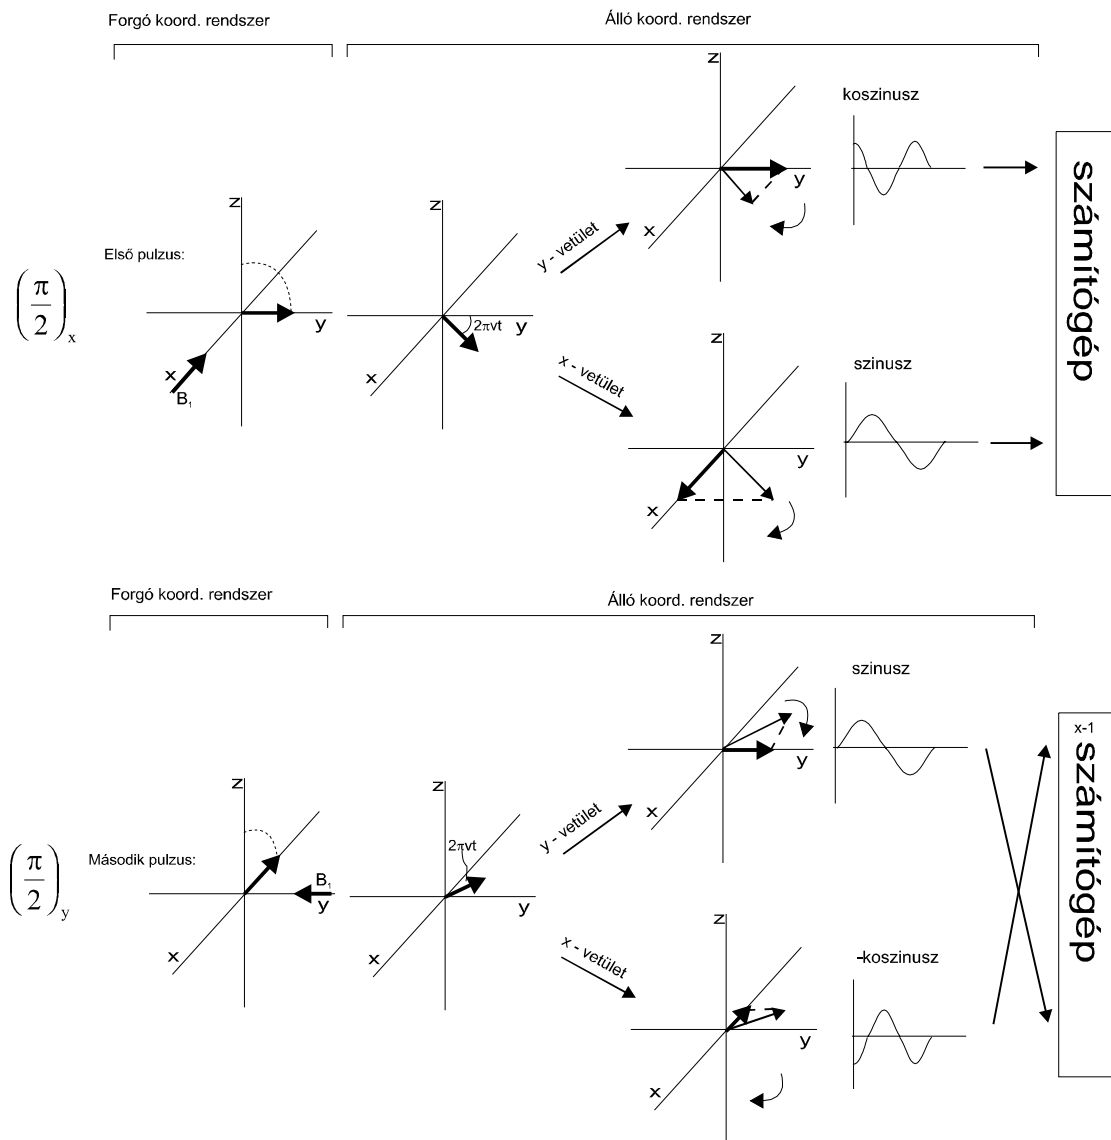 Forgó koord. rendszer
Álló koord. rendszer
(π/2)x
Első pulzus:
z
y
x
B1
z
y
x
2πνt
y - vetület
z
y
x
koszinusz
x - vetület
z
y
x
szinusz
számítógép
Forgó koord. rendszer
Álló koord. rendszer
(π/2)y
Második pulzus:
z
B1
y
x
z
2πνt
y
x
y - vetület
z
y
x
szinusz
x - vetület
z
y
x
-koszinusz
x-1
számítógép